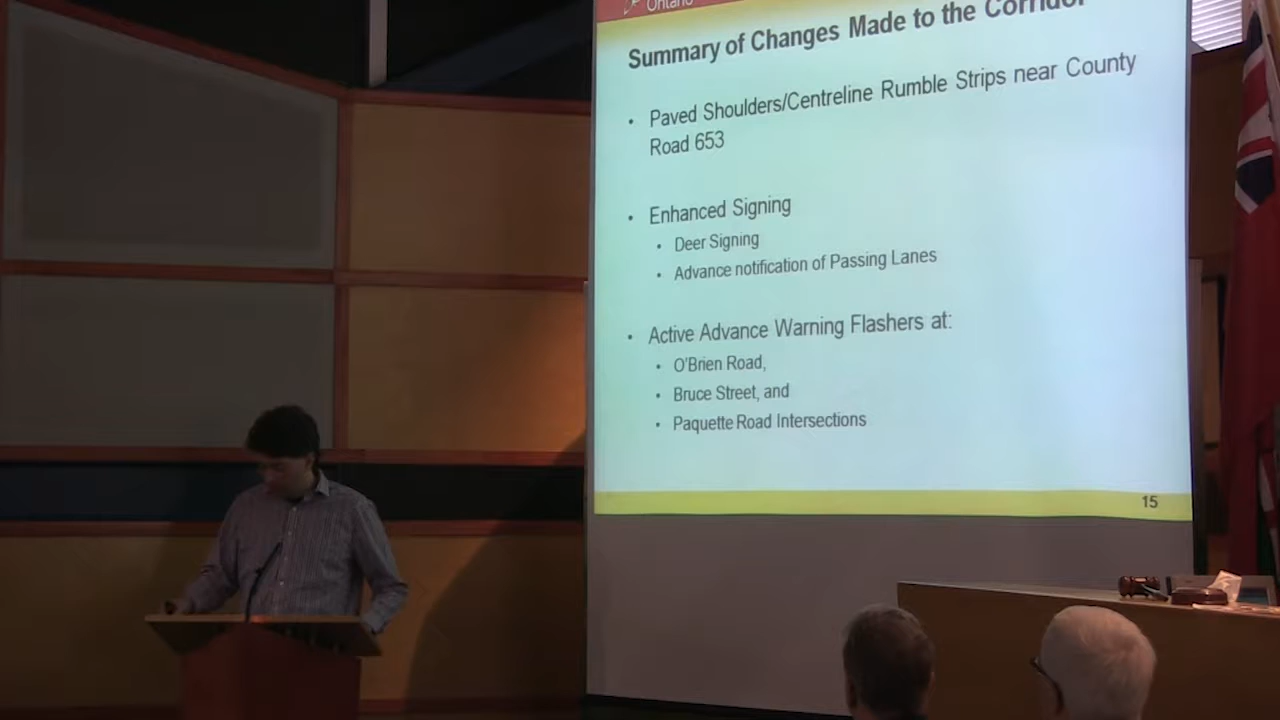 Ontario
Summary of Changes Made to the Corridor
• Paved Shoulders/Centreline Rumble Strips near County
Road 653
• Enhanced Signing
• Deer Signing
• Advance notification of Passing Lanes
• Active Advance Warning Flashers at:
• O'Brien Road,
• Bruce Street, and
• Paquette Road Intersections
15